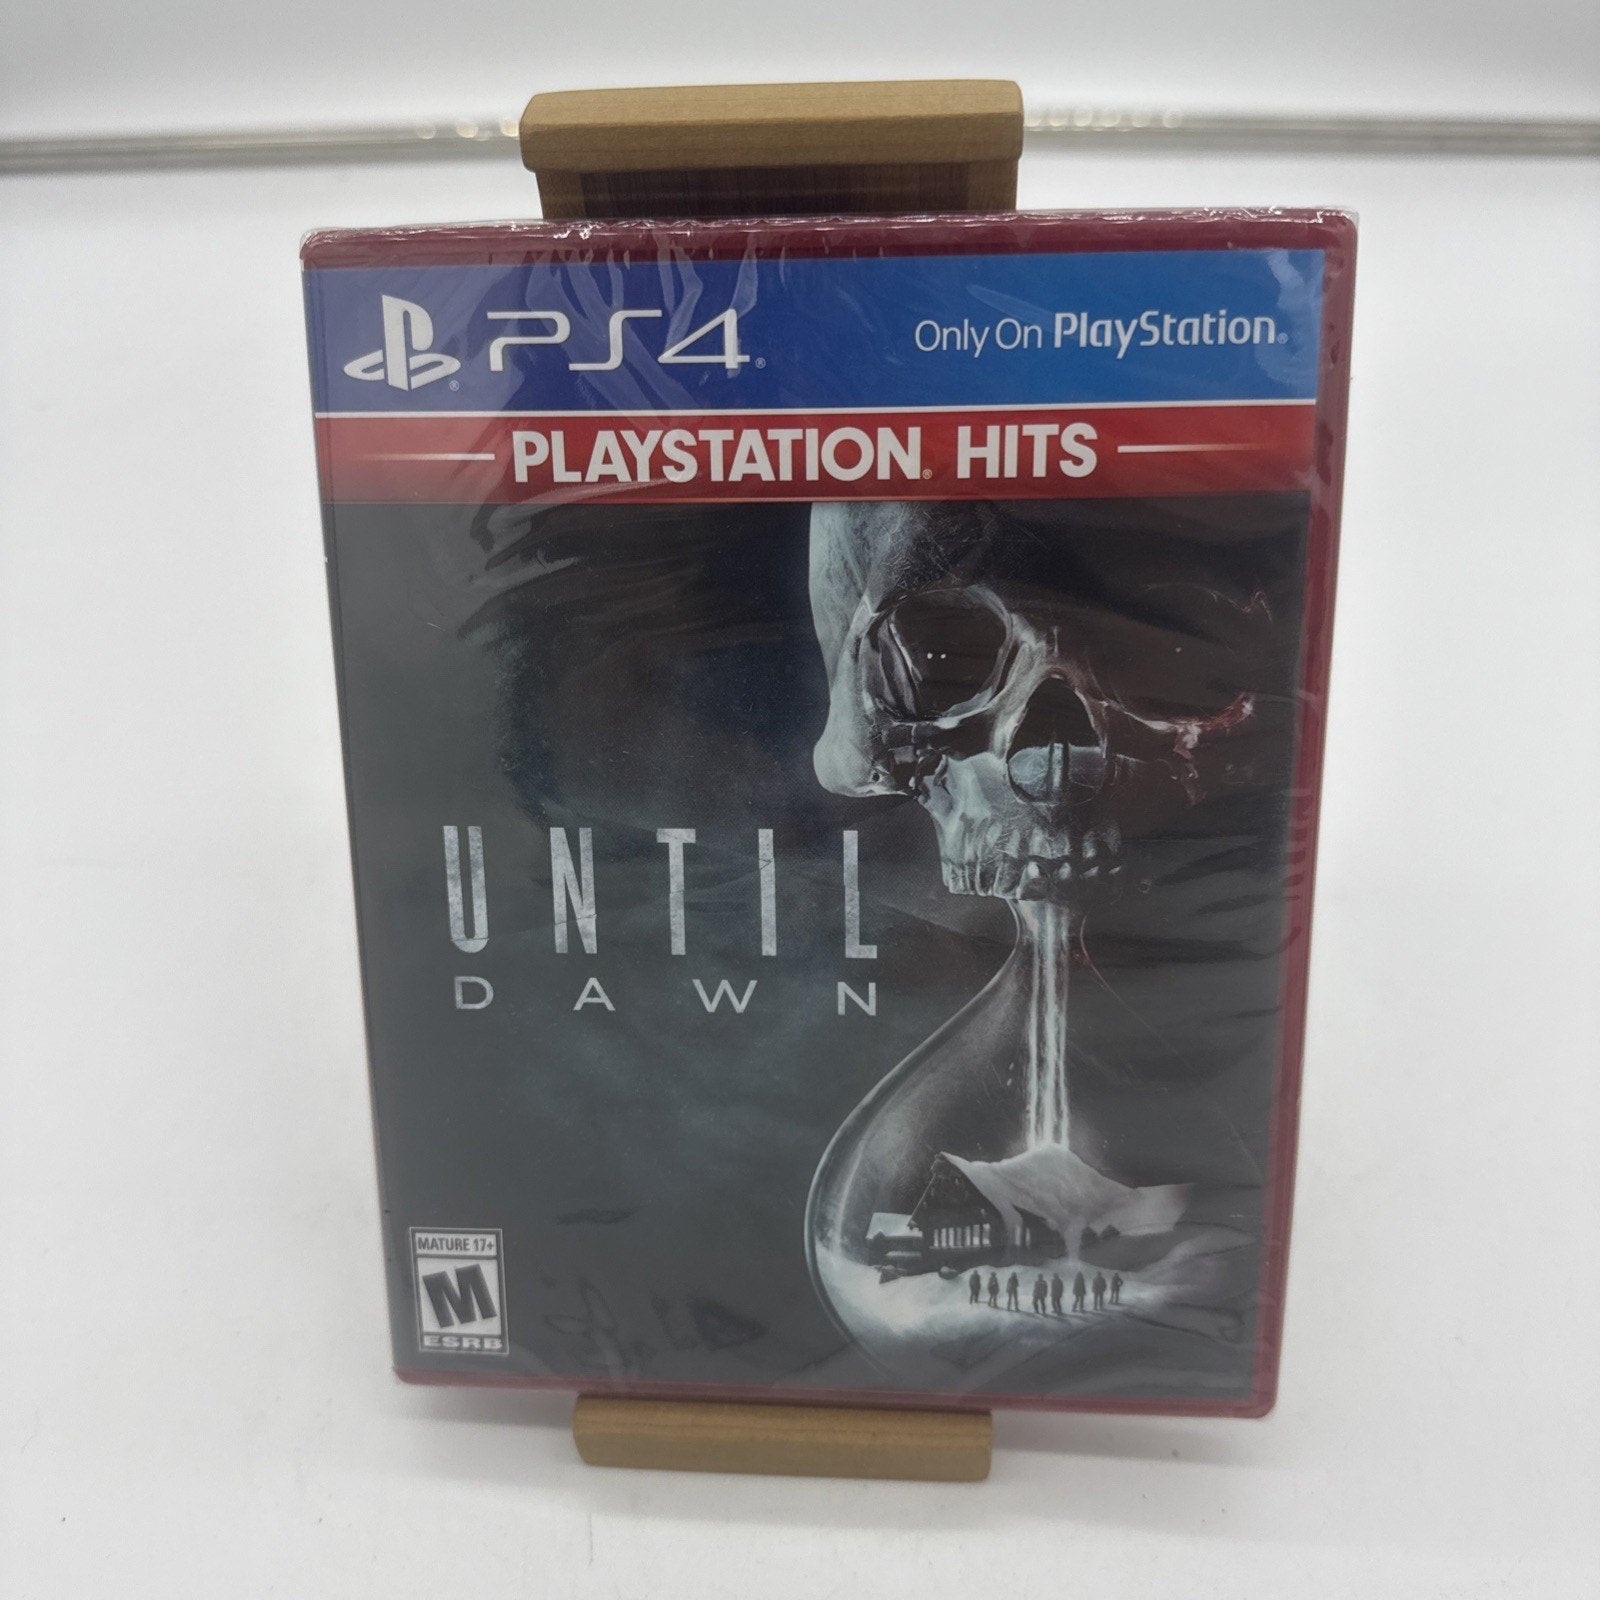 PS4® Only On PlayStation®
PLAYSTATION® HITS
UNTIL
DAWN
MATURE 17+
M
ESRB